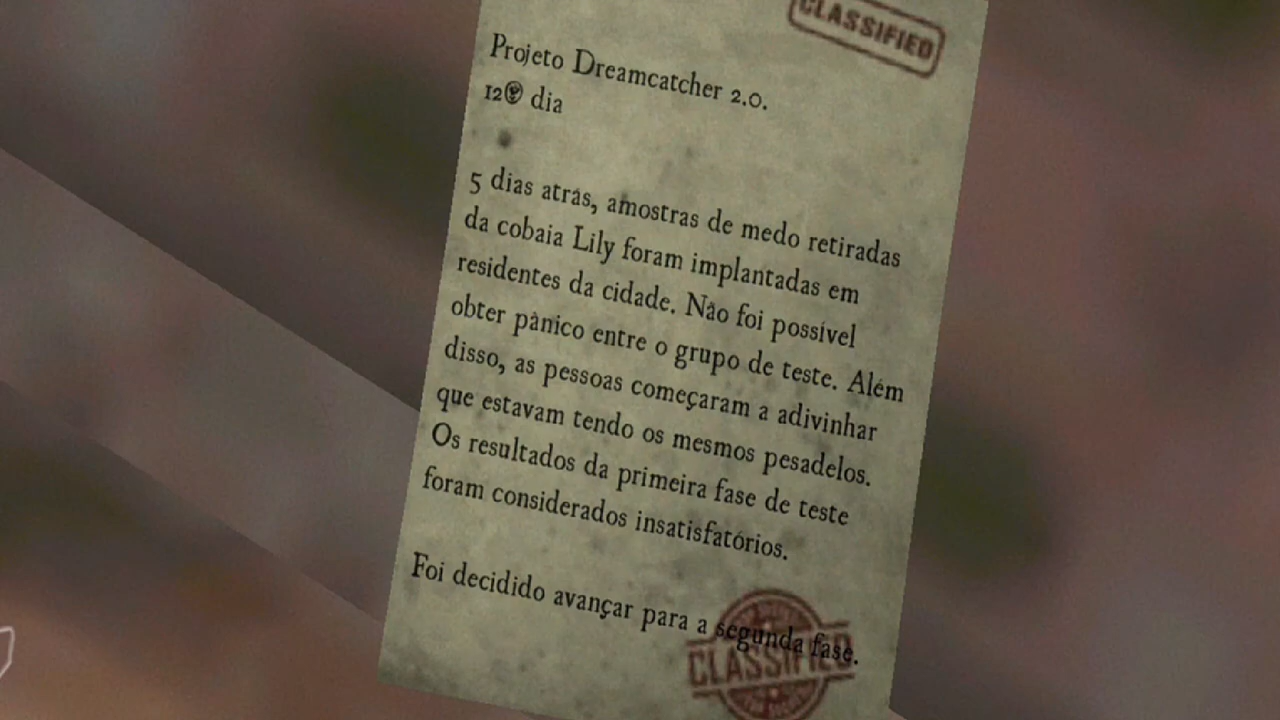 CLASSIFIED
Projeto Dreamcatcher 2.0.
12 dia
5 dias atrás, amostras de medo retiradas
da cobaia Lily foram implantadas em
residentes da cidade. Não foi possível
obter pânico entre o grupo de teste. Além
disso, as pessoas começaram a adivinhar
que estavam tendo os mesmos pesadelos.
Os resultados da primeira fase de teste
foram considerados insatisfatórios.
Foi decidido avançar para a segunda fase.
CLASSIFIED